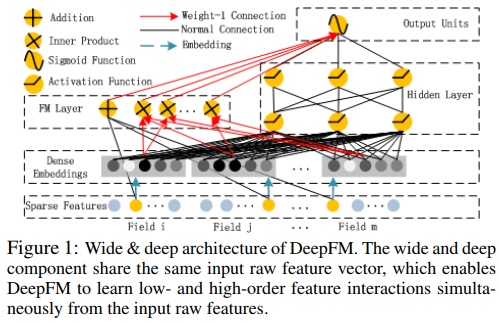 Addition
Weight-1 Connection
Inner Product
Normal Connection
Output Units
Sigmoid Function
Embedding
Activation Function
FM Layer
Hidden Layer
. . .
Dense
Embeddings
...
Sparse Features
...
Field i
Field j
...
Field m
Figure 1: Wide & deep architecture of DeepFM. The wide and deep
component share the same input raw feature vector, which enables
DeepFM to learn low- and high-order feature interactions simulta-
neously from the input raw features.